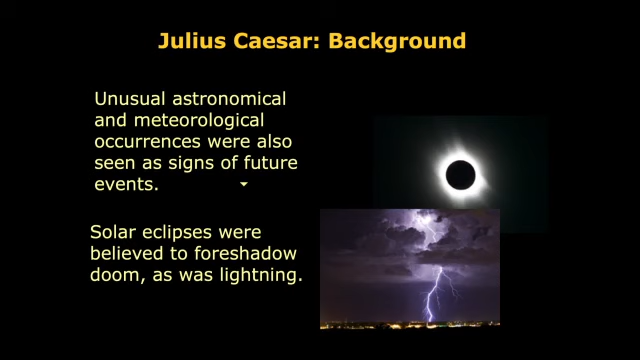 Julius Caesar: Background
Unusual astronomical
and meteorological
occurrences were also
seen as signs of future
events.
Solar eclipses were
believed to foreshadow
doom, as was lightning.